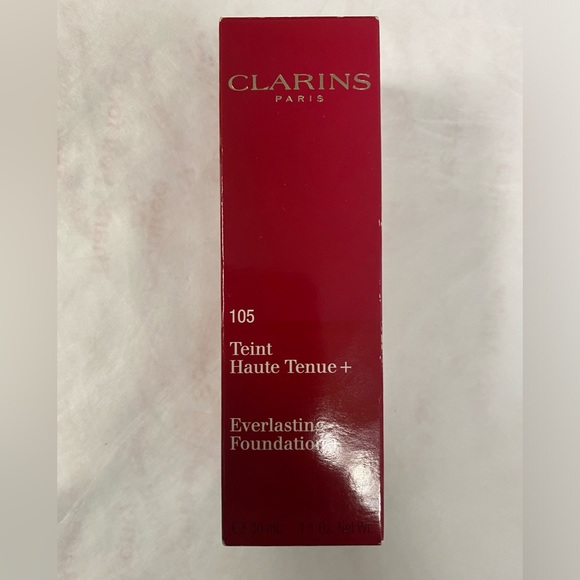 CLARINS
PARIS
105
Teint
Haute Tenue+
Everlasting
Foundation